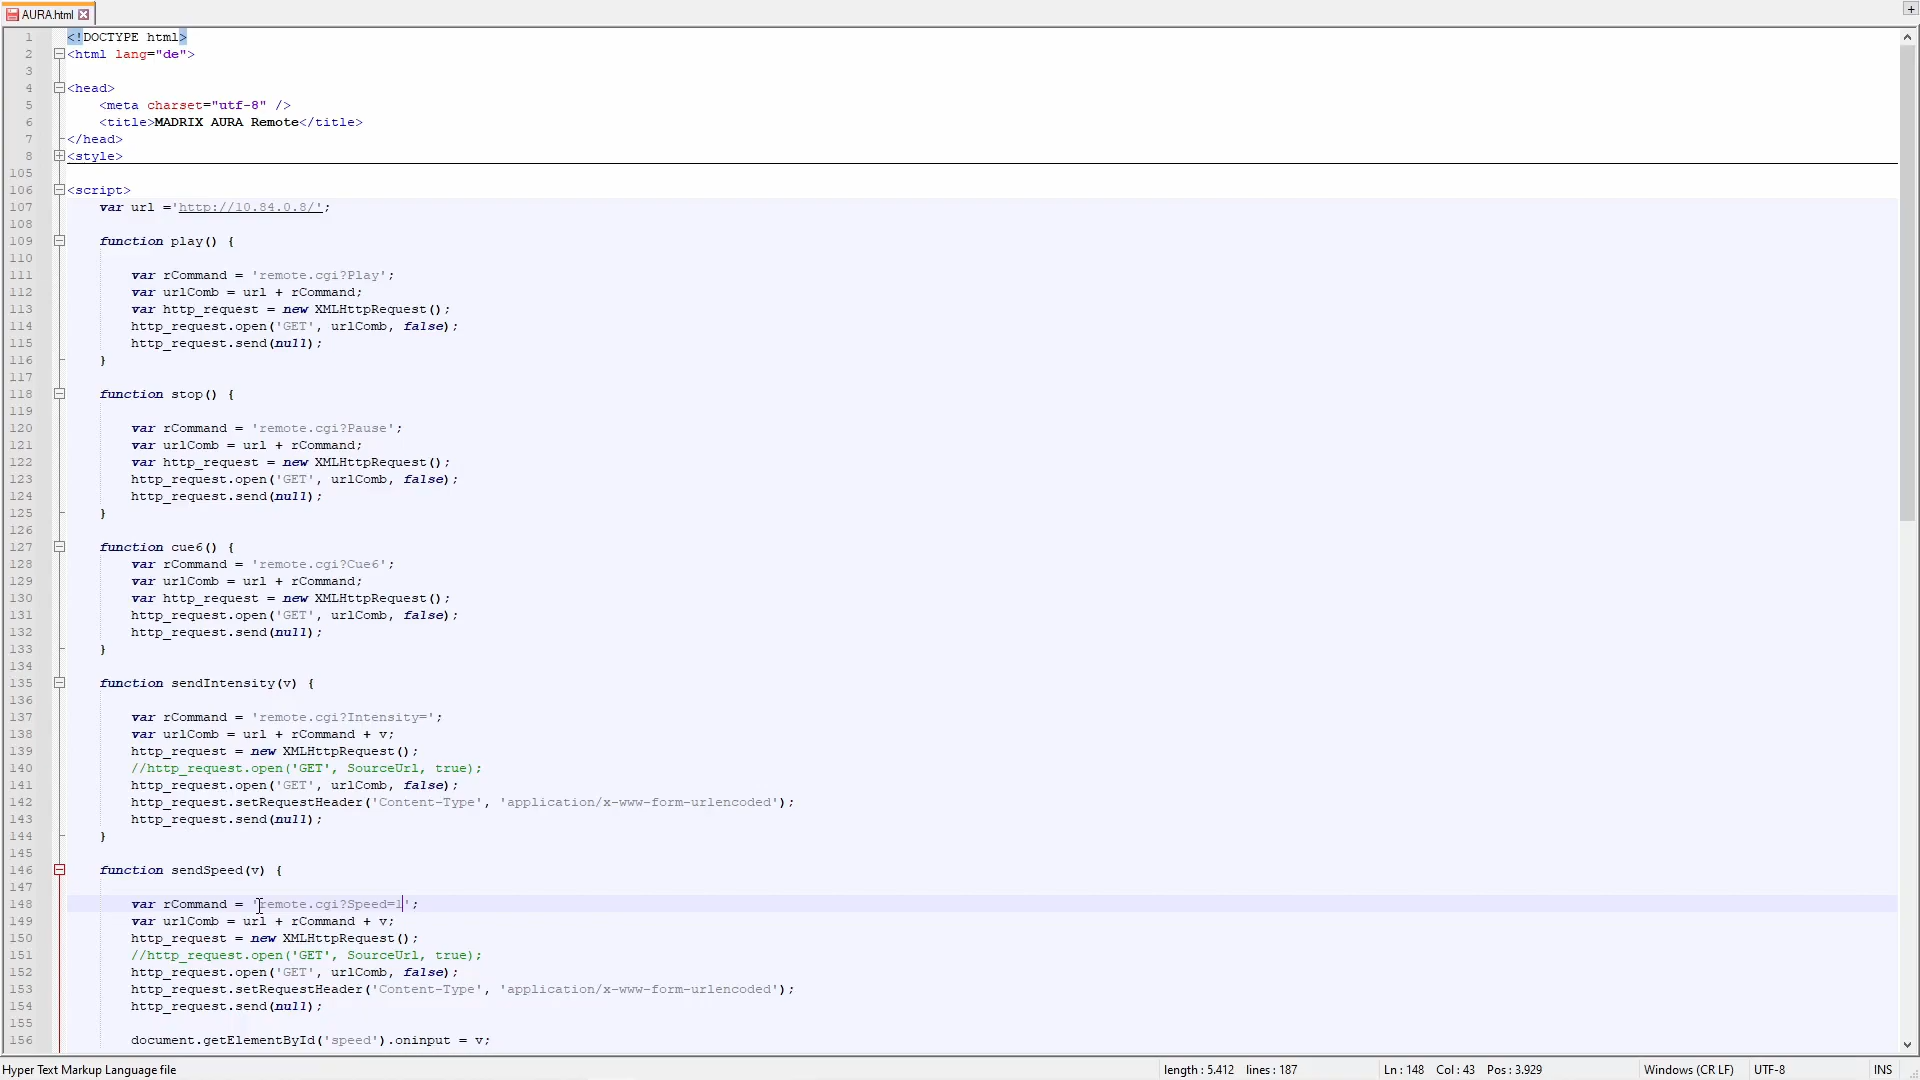 AURA.html
1 <!DOCTYPE html>
2 <html lang="de">
3
4 <head>
5 <meta charset="utf-8" />
6 <title>MADRIX AURA Remote</title>
7 </head>
8 <style>
105
106 <script>
107 var url ='http://10.84.0.8/';
108
109 function play() {
110
111 var rCommand = 'remote.cgi?Play';
112 var urlComb = url + rCommand;
113 var http_request = new XMLHttpRequest();
114 http_request.open('GET', urlComb, false);
115 http_request.send(null);
116 }
117
118 function stop() {
119
120 var rCommand = 'remote.cgi?Pause';
121 var urlComb = url + rCommand;
122 var http_request = new XMLHttpRequest();
123 http_request.open('GET', urlComb, false);
124 http_request.send(null);
125 }
126
127 function cue6() {
128 var rCommand = 'remote.cgi?Cue6';
129 var urlComb = url + rCommand;
130 var http_request = new XMLHttpRequest();
131 http_request.open('GET', urlComb, false);
132 http_request.send(null);
133 }
134
135 function sendIntensity(v) {
136
137 var rCommand = 'remote.cgi?Intensity=';
138 var urlComb = url + rCommand + v;
139 http_request = new XMLHttpRequest();
140 //http_request.open('GET', SourceUrl, true);
141 http_request.open('GET', urlComb, false);
142 http_request.setRequestHeader('Content-Type', 'application/x-www-form-urlencoded');
143 http_request.send(null);
144 }
145
146 function sendSpeed(v) {
147
148 var rCommand = 'remote.cgi?Speed=1';
149 var urlComb = url + rCommand + v;
150 http_request = new XMLHttpRequest();
151 //http_request.open('GET', SourceUrl, true);
152 http_request.open('GET', urlComb, false);
153 http_request.setRequestHeader('Content-Type', 'application/x-www-form-urlencoded');
154 http_request.send(null);
155
156 document.getElementById('speed').oninput = v;
Hyper Text Markup Language file length : 5.412 lines : 187 Ln : 148 Col : 43 Pos : 3.929 Windows (CR LF) UTF-8 INS